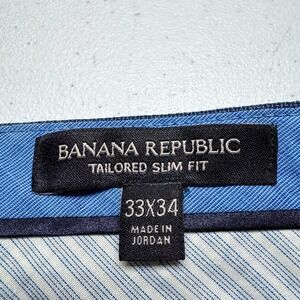 BANANA REPUBLIC
TAILORED SLIM FIT
33X34
MADE IN
JORDAN